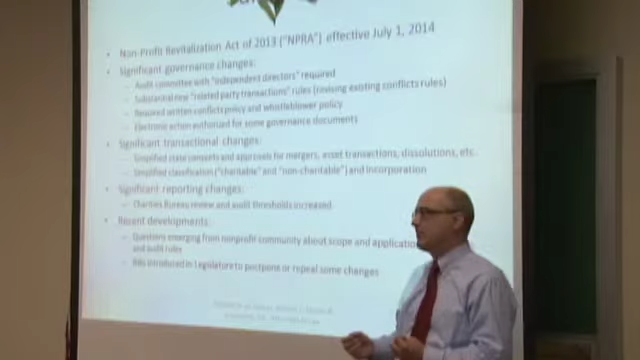 • Non-Profit Revitalization Act of 2013 ("NPRA") effective July 1, 2014
• Significant governance changes:
– Audit committee with "independent directors" required
– Substantial new "related party transactions" rules (revising existing conflicts rules)
– Required written conflicts policy and whistleblower policy
– Electronic action authorized for some governance documents
• Significant transactional changes:
– Simplified state consents and approvals for mergers, asset transactions, dissolutions, etc.
– Simplified classification ("charitable" and "non-charitable") and incorporation
• Significant reporting changes:
– Charities Bureau review and audit thresholds increased
• Recent developments:
– Questions emerging from nonprofit community about scope and application
and audit rules
– Bills introduced in Legislature to postpone or repeal some changes